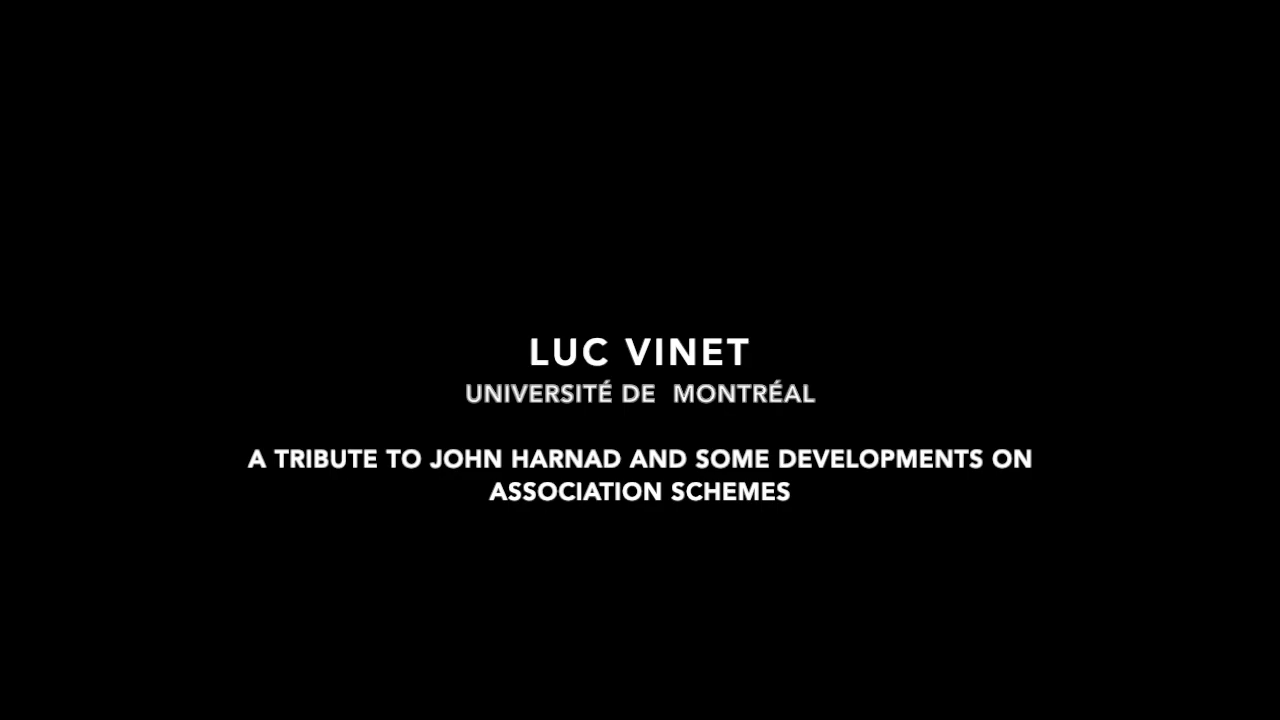 LUC VINET
UNIVERSITÉ DE  MONTRÉAL
A TRIBUTE TO JOHN HARNAD AND SOME DEVELOPMENTS ON
ASSOCIATION SCHEMES